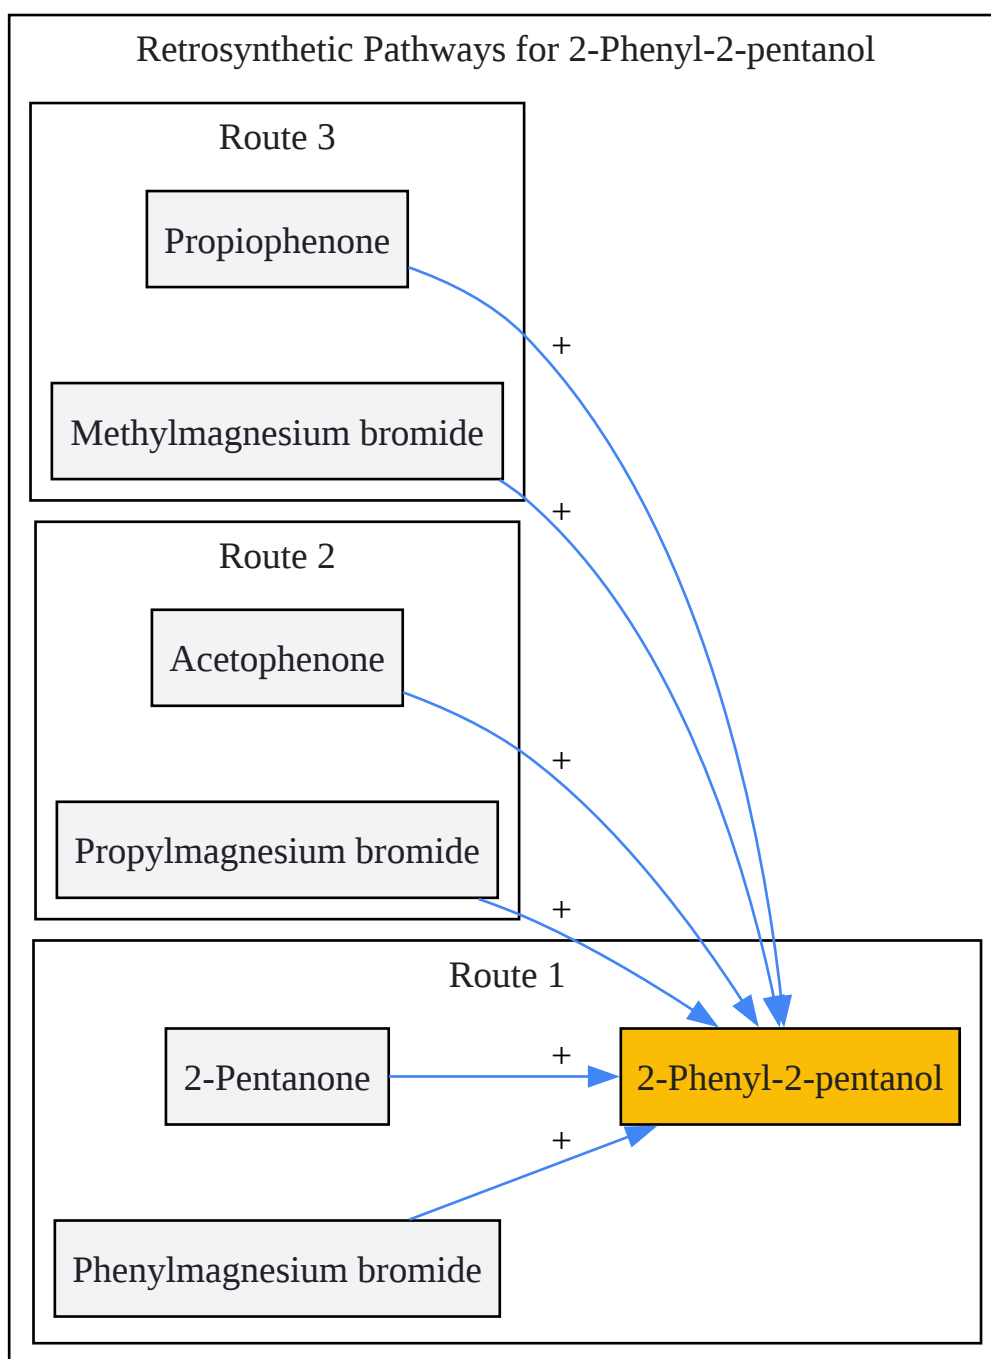 Retrosynthetic Pathways for 2-Phenyl-2-pentanol
Route 3
Propiophenone
+
Methylmagnesium bromide
+
Route 2
Acetophenone
+
Propylmagnesium bromide
+
Route 1
2-Pentanone
+
2-Phenyl-2-pentanol
+
Phenylmagnesium bromide